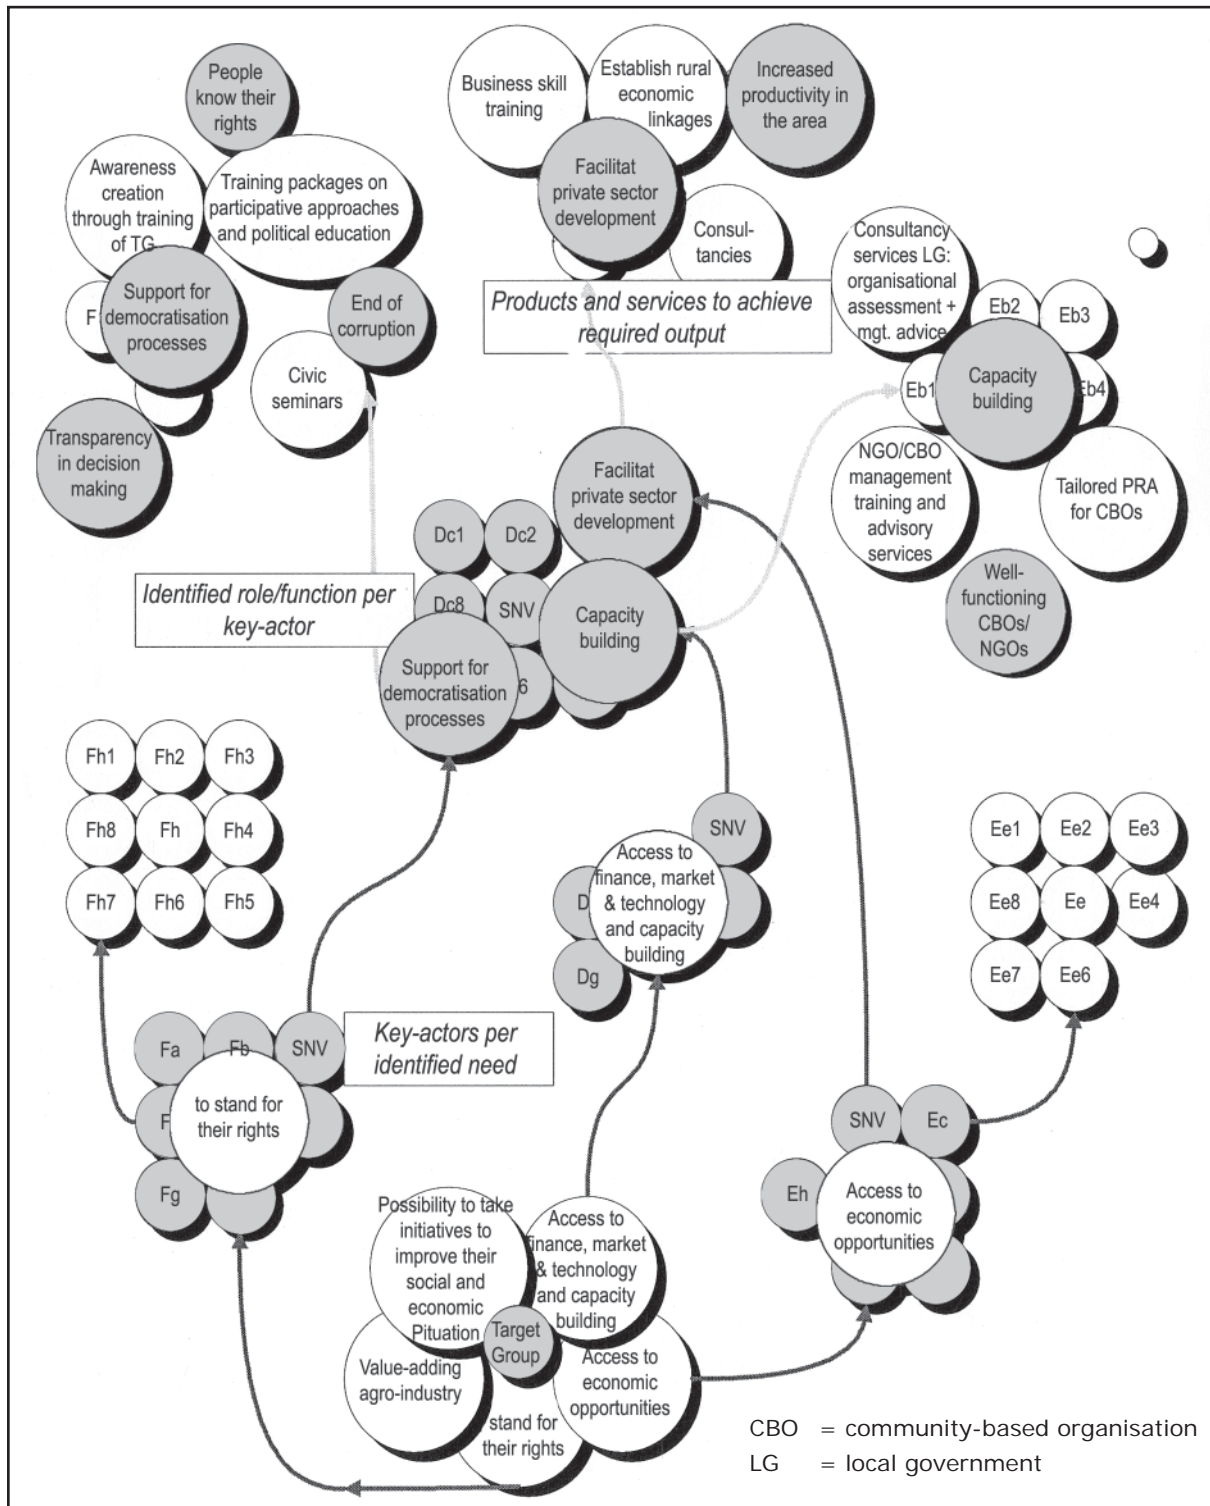 People
know their
rights
Business skill
training
Establish rural
economic
linkages
Increased
productivity in
the area
Awareness
creation
through training
of TG
Training packages on
participative approaches
and political education
Facilitat
private sector
development
Consul-
tancies
Consultancy
services LG:
organisational
assessment +
mgt. advice
Eb2
Eb3
F
Support for
democratisation
processes
End of
corruption
Products and services to achieve
required output
Civic
seminars
Eb1
Capacity
building
Eb4
Transparency
in decision
making
NGO/CBO
management
training and
advisory
services
Tailored PRA
for CBOs
Well-
functioning
CBOs/
NGOs
Facilitat
private sector
development
Dc1
Dc2
Identified role/function per
key-actor
Dc8
SNV
Capacity
building
Support for
democratisation
processes
6
Fh1
Fh2
Fh3
Fh8
Fh
Fh4
Fh7
Fh6
Fh5
SNV
Access to
finance, market
& technology
and capacity
building
D
Dg
Ee1
Ee2
Ee3
Ee8
Ee
Ee4
Ee7
Ee6
Fa
Fb
SNV
Key-actors per
identified need
F
to stand for
their rights
Fg
SNV
Ec
Eh
Access to
economic
opportunities
Possibility to take
initiatives to
improve their
social and
economic
Pituation
Access to
finance, market
& technology
and capacity
building
Target
Group
Value-adding
agro-industry
Access to
economic
opportunities
stand for
their rights
CBO = community-based organisation
LG = local government